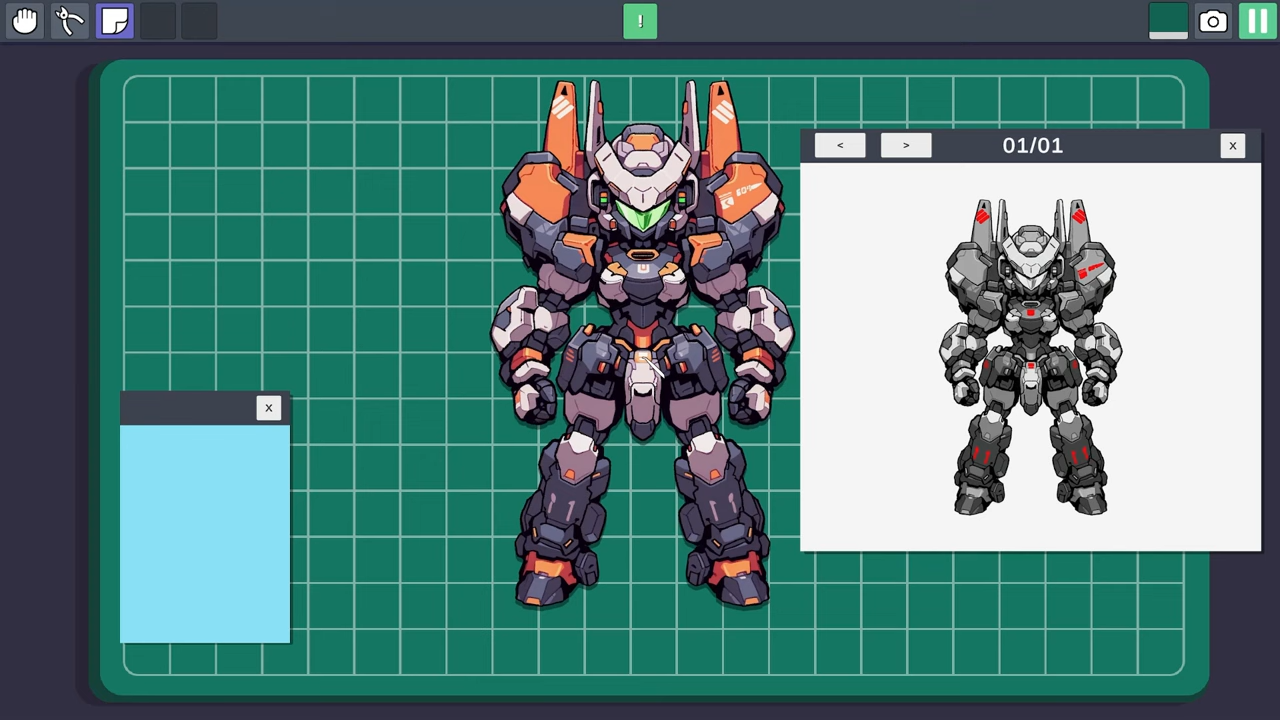 !
< > 01/01 x
x